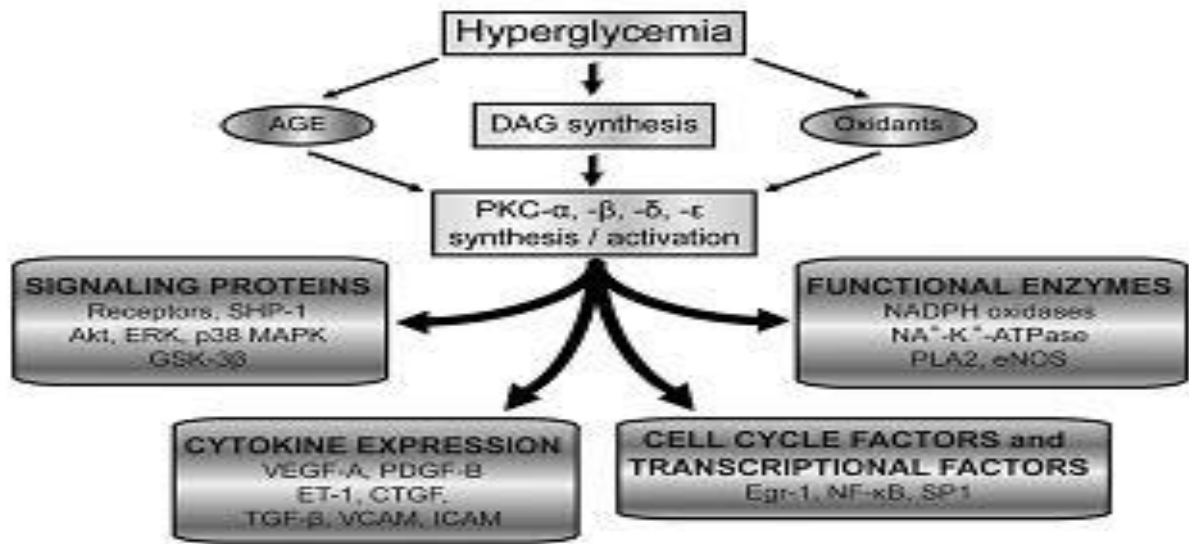 Hyperglycemia
AGE
DAG synthesis
Oxidants
PKC-α, -β, -δ, -ε
synthesis / activation
SIGNALING PROTEINS
Receptors, SHP-1
Akt, ERK, p38 MAPK
GSK-3β
FUNCTIONAL ENZYMES
NADPH oxidases
NA⁺-K⁺-ATPase
PLA2, eNOS
CYTOKINE EXPRESSION
VEGF-A, PDGF-B
ET-1, CTGF,
TGF-β, VCAM, ICAM
CELL CYCLE FACTORS and
TRANSCRIPTIONAL FACTORS
Egr-1, NF-κB, SP1